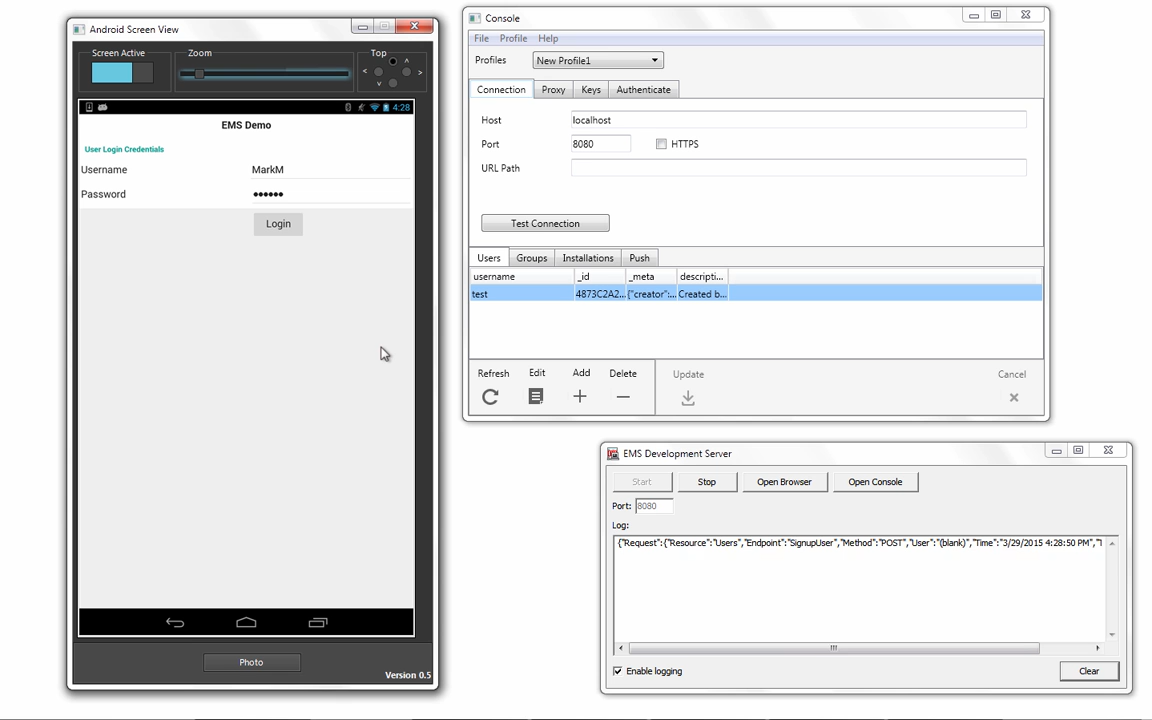 Android Screen View
Screen Active
Zoom
Top
4:28
EMS Demo
User Login Credentials
Username MarkM
Password ••••••
Login
Photo
Version 0.5
Console
File Profile Help
Profiles New Profile1
Connection Proxy Keys Authenticate
Host localhost
Port 8080 HTTPS
URL Path
Test Connection
Users Groups Installations Push
username _id _meta descripti...
test 4873C2A2... {"creator":... Created b...
Refresh Edit Add Delete Update Cancel
EMS Development Server
Start Stop Open Browser Open Console
Port: 8080
Log:
{"Request":{"Resource":"Users","Endpoint":"SignupUser","Method":"POST","User":"(blank)","Time":"3/29/2015 4:28:50 PM","
Enable logging
Clear